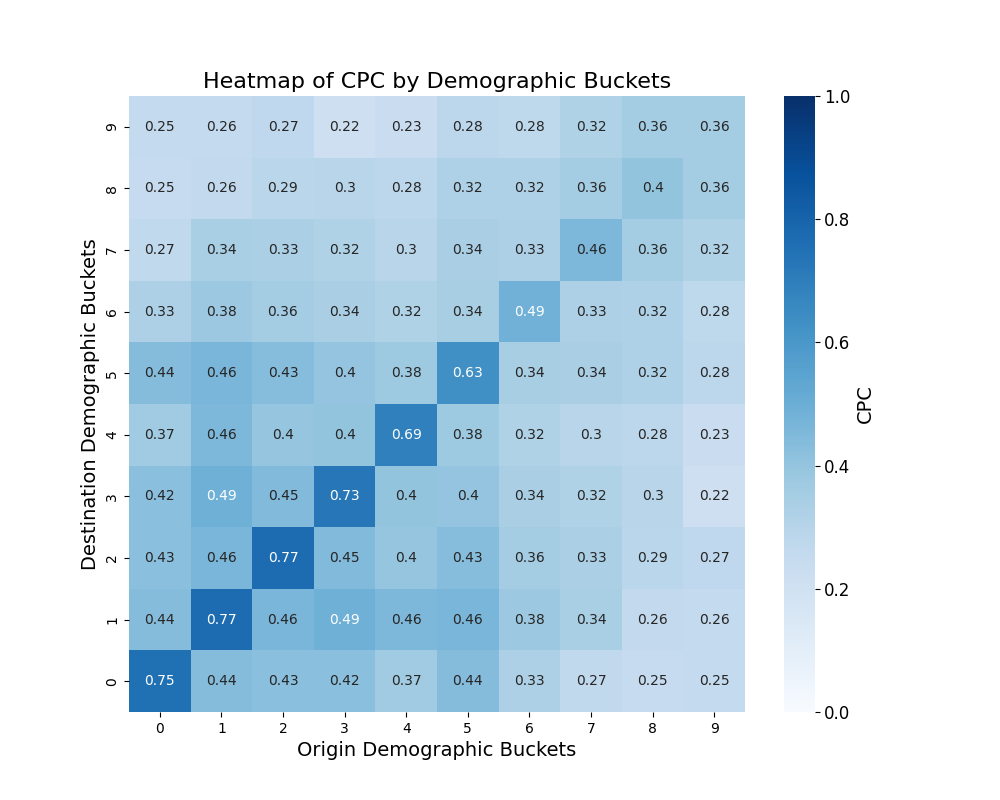 Heatmap of CPC by Demographic Buckets
Destination Demographic Buckets
9 0.25 0.26 0.27 0.22 0.23 0.28 0.28 0.32 0.36 0.36
8 0.25 0.26 0.29 0.3 0.28 0.32 0.32 0.36 0.4 0.36
7 0.27 0.34 0.33 0.32 0.3 0.34 0.33 0.46 0.36 0.32
6 0.33 0.38 0.36 0.34 0.32 0.34 0.49 0.33 0.32 0.28
5 0.44 0.46 0.43 0.4 0.38 0.63 0.34 0.34 0.32 0.28
4 0.37 0.46 0.4 0.4 0.69 0.38 0.32 0.3 0.28 0.23
3 0.42 0.49 0.45 0.73 0.4 0.4 0.34 0.32 0.3 0.22
2 0.43 0.46 0.77 0.45 0.4 0.43 0.36 0.33 0.29 0.27
1 0.44 0.77 0.46 0.49 0.46 0.46 0.38 0.34 0.26 0.26
0 0.75 0.44 0.43 0.42 0.37 0.44 0.33 0.27 0.25 0.25
0 1 2 3 4 5 6 7 8 9
Origin Demographic Buckets
1.0
0.8
0.6
0.4
0.2
0.0
CPC